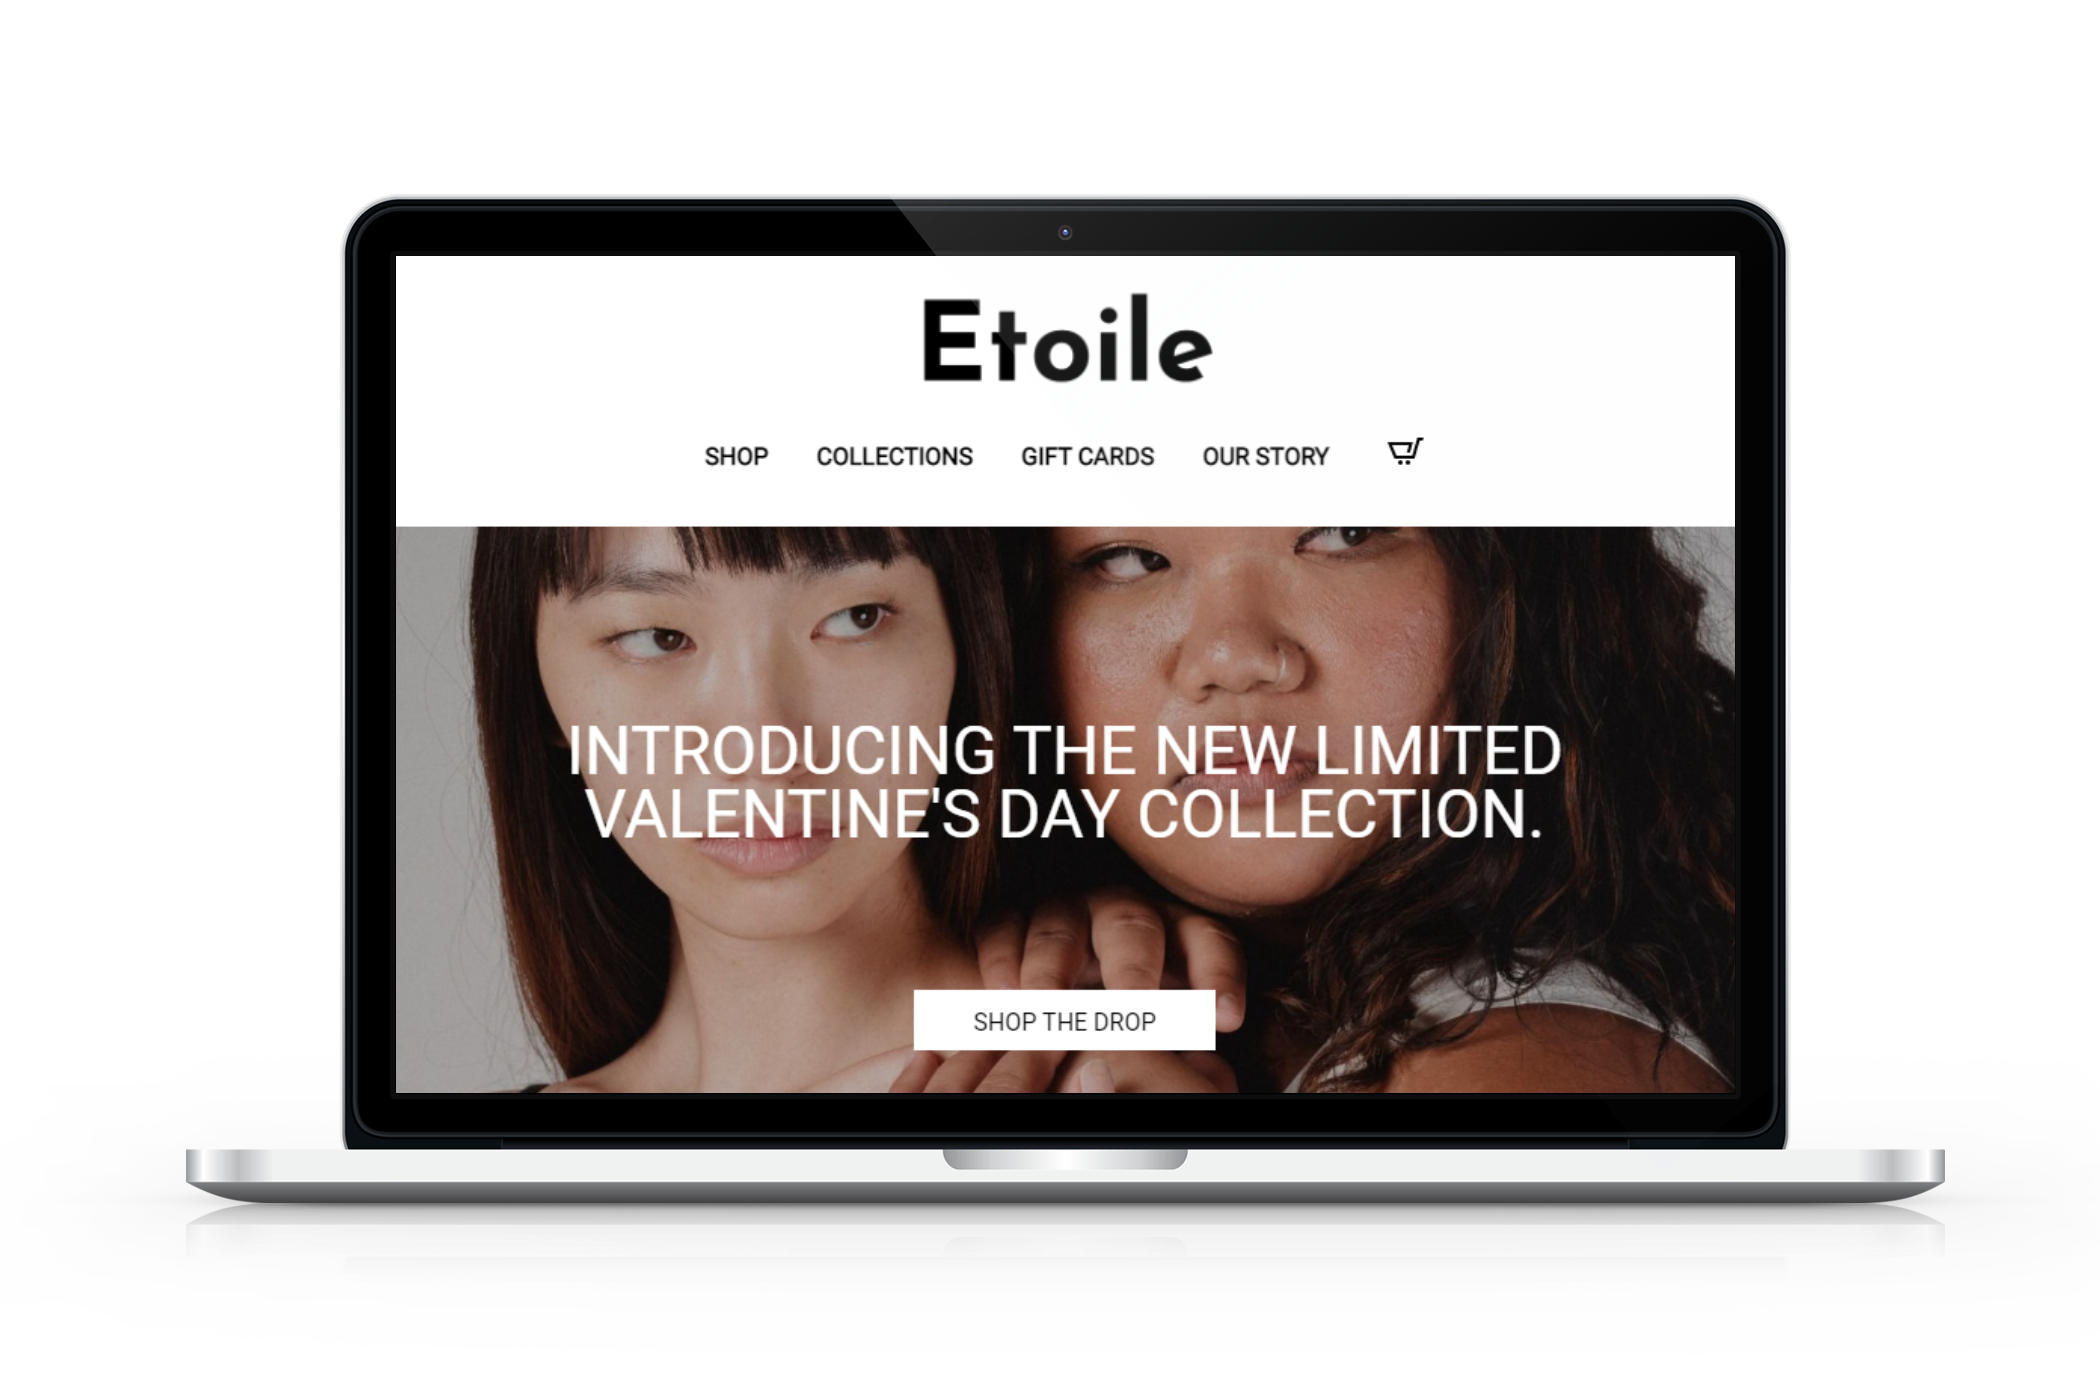 Etoile
SHOP COLLECTIONS GIFT CARDS OUR STORY
INTRODUCING THE NEW LIMITED
VALENTINE'S DAY COLLECTION.
SHOP THE DROP